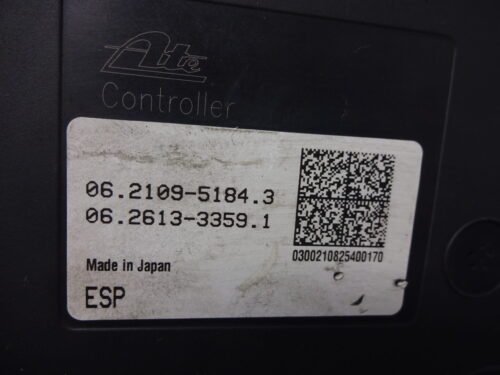 Ate
Controller
06.2109-5184.3
06.2613-3359.1
0300210825400170
Made in Japan
ESP